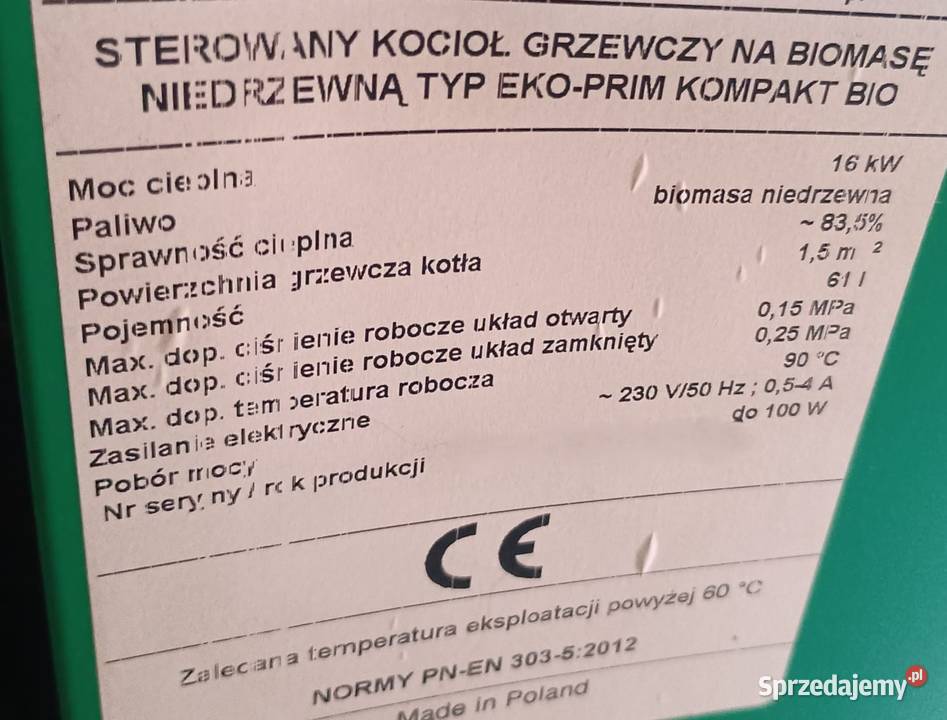 STEROWANY KOCIOŁ GRZEWCZY NA BIOMASĘ
NIEDRZEWNĄ TYP EKO-PRIM KOMPAKT BIO
Moc cieplna 16 kW
Paliwo biomasa niedrzewna
Sprawność cieplna ~ 83,5%
Powierzchnia grzewcza kotła 1,5 m ²
Pojemność 61 l
Max. dop. ciśnienie robocze układ otwarty 0,15 MPa
Max. dop. ciśnienie robocze układ zamknięty 0,25 MPa
Max. dop. temperatura robocza 90 °C
Zasilanie elektryczne ~ 230 V/50 Hz ; 0,5-4 A
Pobór mocy do 100 W
Nr seryjny / rok produkcji
CE
Zalecana temperatura eksploatacji powyżej 60 °C
NORMY PN-EN 303-5:2012
Made in Poland
Sprzedajemy.pl